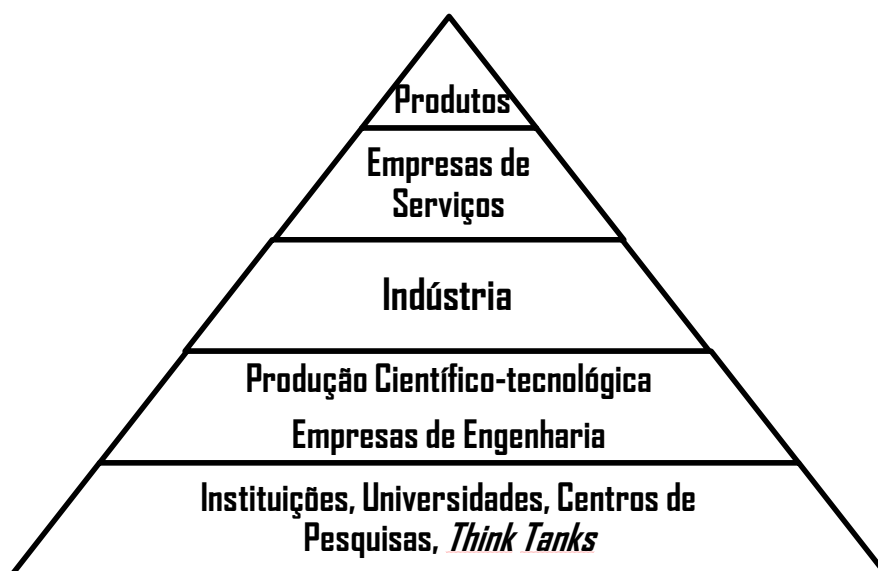 Produtos
Empresas de
Serviços
Indústria
Produção Científico-tecnológica
Empresas de Engenharia
Instituições, Universidades, Centros de
Pesquisas, Think Tanks